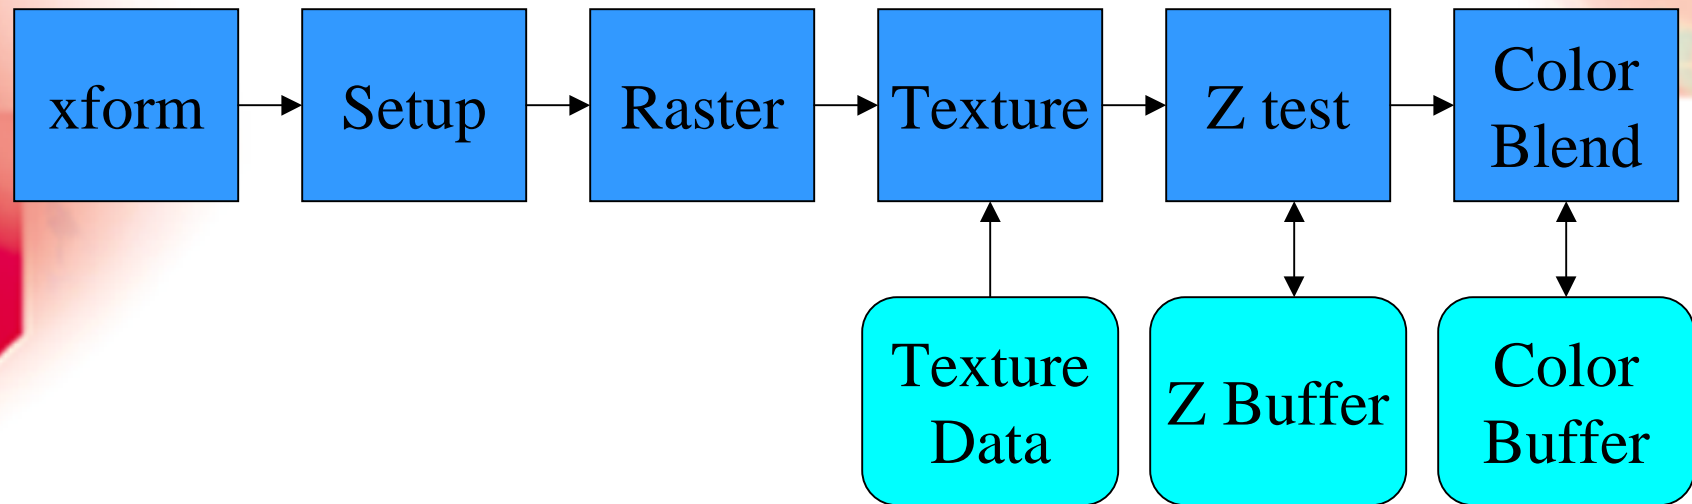 xform
Setup
Raster
Texture
Z test
Color
Blend
Texture
Data
Z Buffer
Color
Buffer